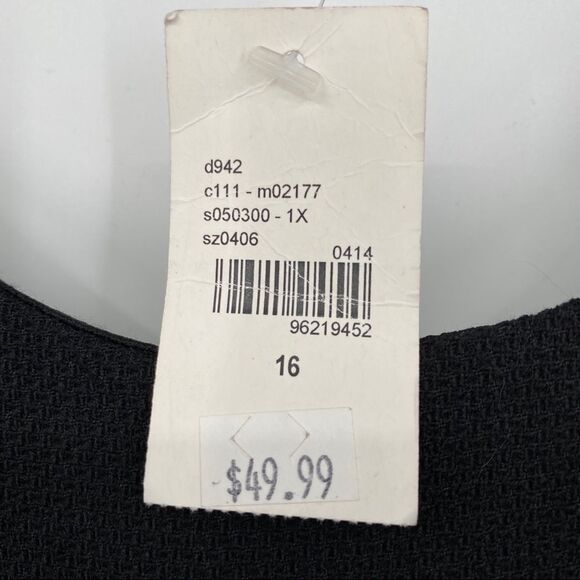 d942
c111 - m02177
s050300 - 1X
sz0406
0414
96219452
16
$49.99